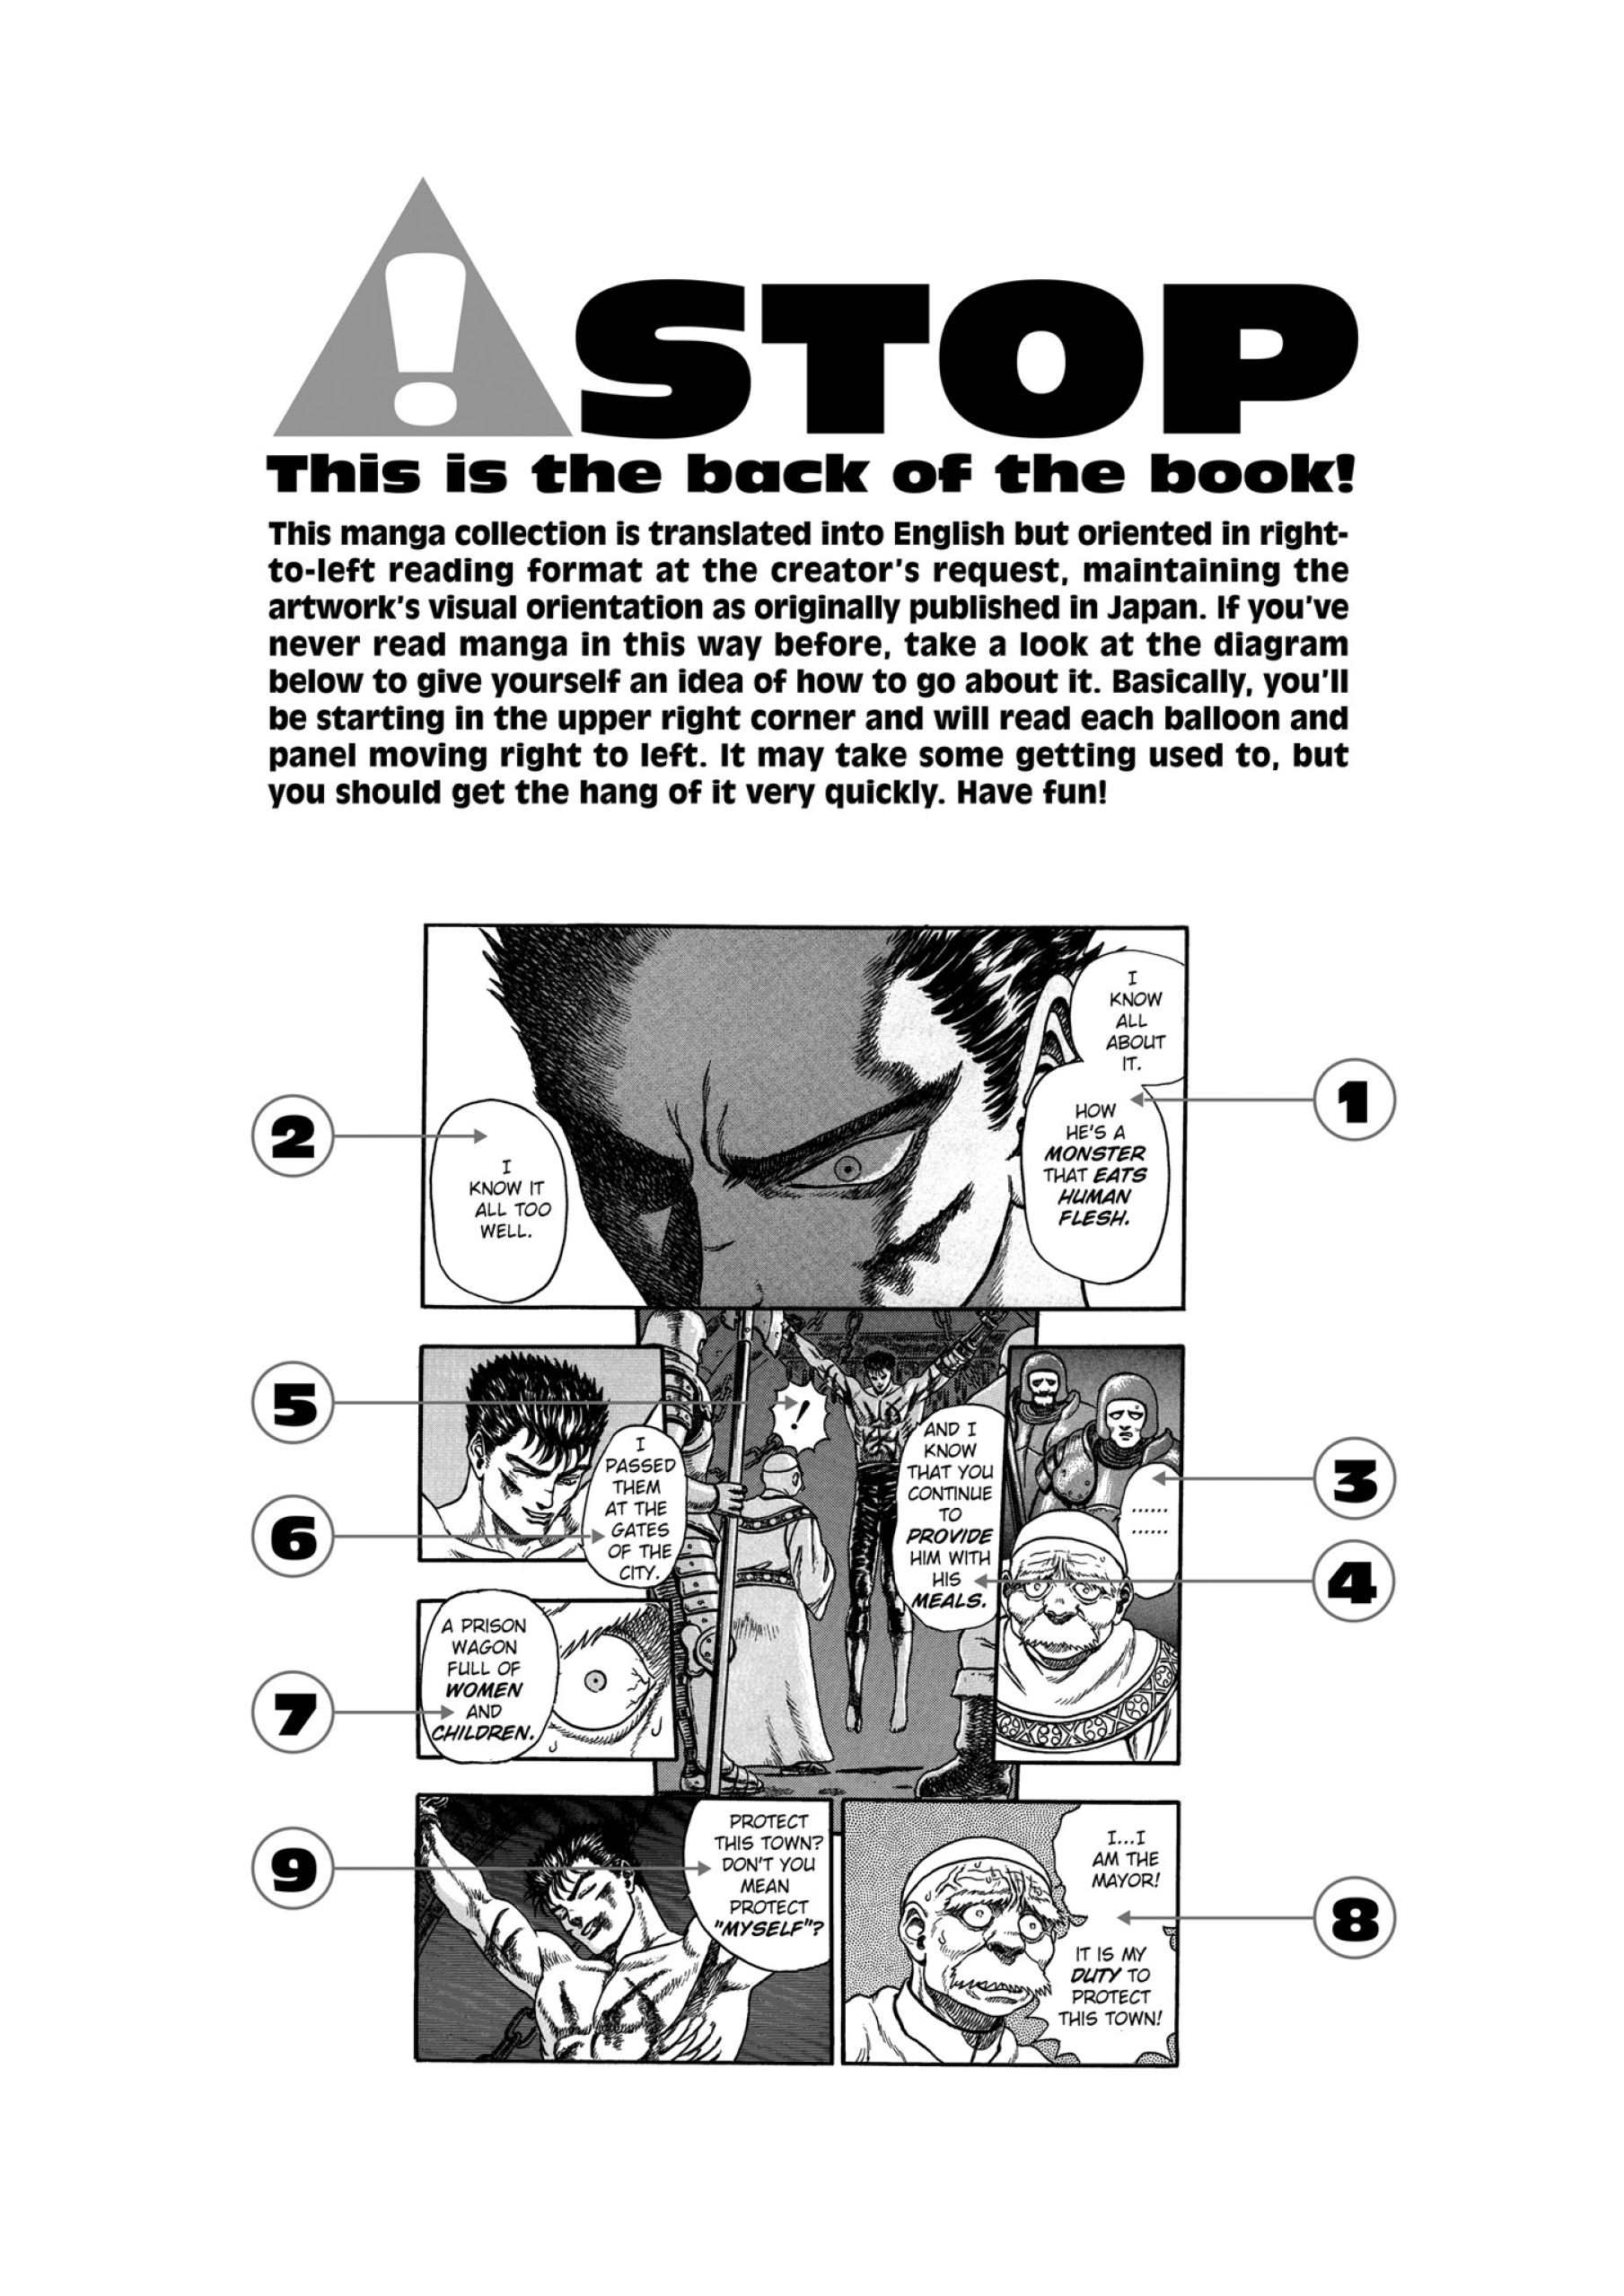 !STOP
This is the back of the book!
This manga collection is translated into English but oriented in right-
to-left reading format at the creator's request, maintaining the
artwork's visual orientation as originally published in Japan. If you've
never read manga in this way before, take a look at the diagram
below to give yourself an idea of how to go about it. Basically, you'll
be starting in the upper right corner and will read each balloon and
panel moving right to left. It may take some getting used to, but
you should get the hang of it very quickly. Have fun!
1
I
KNOW
ALL
ABOUT
IT.
HOW
HE'S A
MONSTER
THAT EATS
HUMAN
FLESH.
2
I
KNOW IT
ALL TOO
WELL.
3
......
......
4
AND I
KNOW
THAT YOU
CONTINUE
TO
PROVIDE
HIM WITH
HIS
MEALS.
5
!
6
I
PASSED
THEM
AT THE
GATES
OF THE
CITY.
7
A PRISON
WAGON
FULL OF
WOMEN
AND
CHILDREN.
8
I...I
AM THE
MAYOR!
IT IS MY
DUTY TO
PROTECT
THIS TOWN!
9
PROTECT
THIS TOWN?
DON'T YOU
MEAN
PROTECT
"MYSELF"?